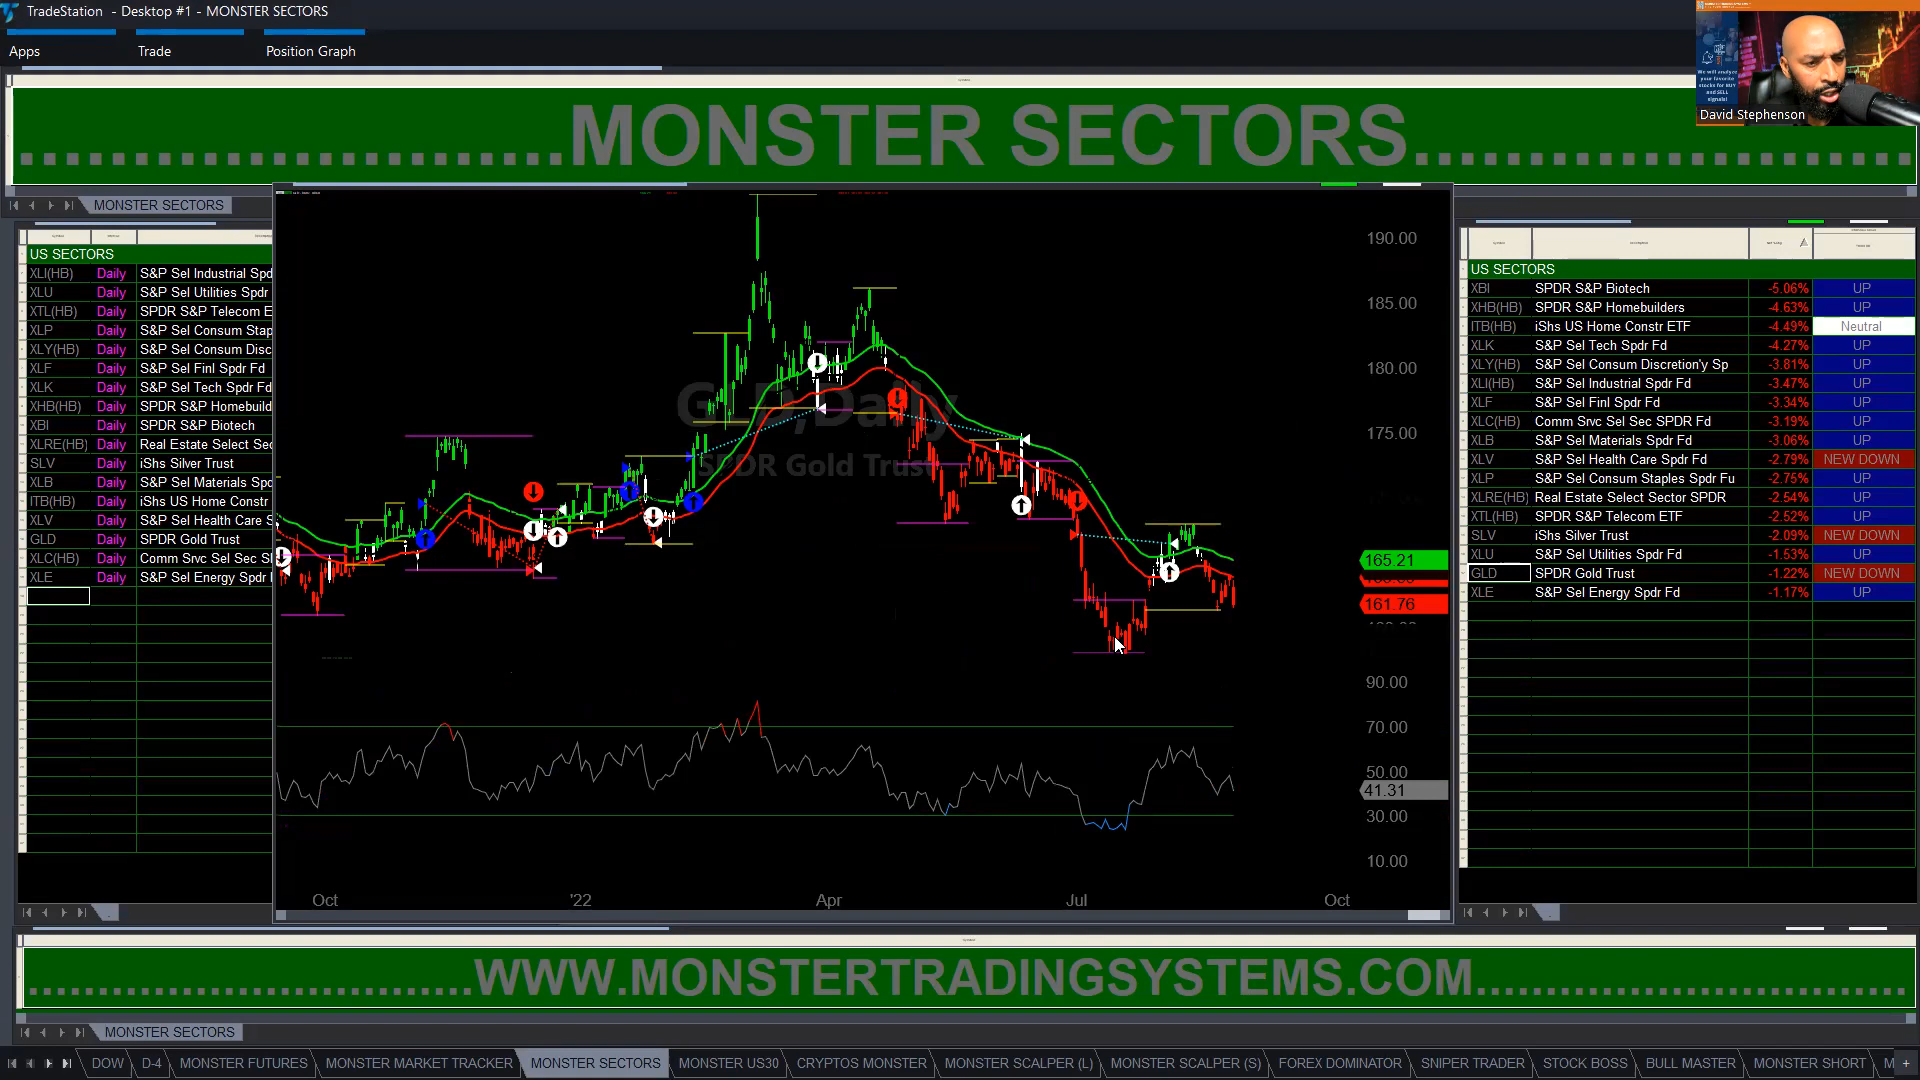 TradeStation - Desktop #1 - MONSTER SECTORS
Apps Trade Position Graph
We will analyze
your favorite
stocks for BUY
and SELL
signals!
David Stephenson
MONSTER SECTORS
MONSTER SECTORS
US SECTORS
XLI(HB) Daily S&P Sel Industrial Spd
XLU Daily S&P Sel Utilities Spdr
XTL(HB) Daily SPDR S&P Telecom E
XLP Daily S&P Sel Consum Stap
XLY(HB) Daily S&P Sel Consum Disc
XLF Daily S&P Sel Finl Spdr F
XLK Daily S&P Sel Tech Spdr Fd
XHB(HB) Daily SPDR S&P Homebuild
XBI Daily SPDR S&P Biotech
XLRE(HB) Daily Real Estate Select Sec
SLV Daily iShs Silver Trust
XLB Daily S&P Sel Materials Spd
ITB(HB) Daily iShs US Home Constr
XLV Daily S&P Sel Health Care S
GLD Daily SPDR Gold Trust
XLC(HB) Daily Comm Srvc Sel Sec S
XLE Daily S&P Sel Energy Spdr
GLD,Daily
SPDR Gold Trust
190.00
185.00
180.00
175.00
165.21
161.76
90.00
70.00
50.00
41.31
30.00
10.00
Oct '22 Apr Jul Oct
US SECTORS
XBI SPDR S&P Biotech -5.06% UP
XHB(HB) SPDR S&P Homebuilders -4.63% UP
ITB(HB) iShs US Home Constr ETF -4.49% Neutral
XLK S&P Sel Tech Spdr Fd -4.27% UP
XLY(HB) S&P Sel Consum Discretion'y Sp -3.81% UP
XLI(HB) S&P Sel Industrial Spdr Fd -3.47% UP
XLF S&P Sel Finl Spdr Fd -3.34% UP
XLC(HB) Comm Srvc Sel Sec SPDR Fd -3.19% UP
XLB S&P Sel Materials Spdr Fd -3.06% UP
XLV S&P Sel Health Care Spdr Fd -2.79% NEW DOWN
XLP S&P Sel Consum Staples Spdr Fu -2.75% UP
XLRE(HB) Real Estate Select Sector SPDR -2.54% UP
XTL(HB) SPDR S&P Telecom ETF -2.52% UP
SLV iShs Silver Trust -2.09% NEW DOWN
XLU S&P Sel Utilities Spdr Fd -1.53% UP
GLD SPDR Gold Trust -1.22% NEW DOWN
XLE S&P Sel Energy Spdr Fd -1.17% UP
WWW.MONSTERTRADINGSYSTEMS.COM
MONSTER SECTORS
DOW D-4 MONSTER FUTURES MONSTER MARKET TRACKER MONSTER SECTORS MONSTER US30 CRYPTOS MONSTER MONSTER SCALPER (L) MONSTER SCALPER (S) FOREX DOMINATOR SNIPER TRADER STOCK BOSS BULL MASTER MONSTER SHORT M